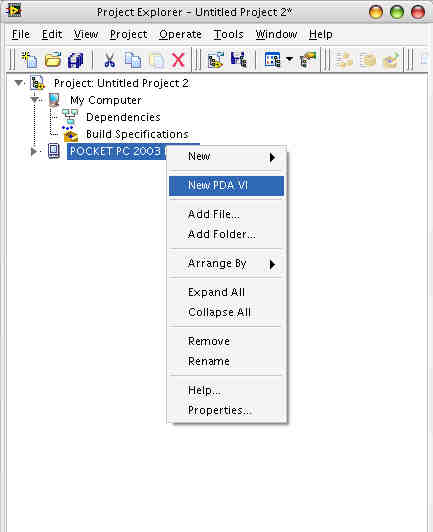 Project Explorer - Untitled Project 2*
File Edit View Project Operate Tools Window Help
Project: Untitled Project 2
My Computer
Dependencies
Build Specifications
POCKET PC 2003
New
New PDA VI
Add File...
Add Folder...
Arrange By
Expand All
Collapse All
Remove
Rename
Help...
Properties...